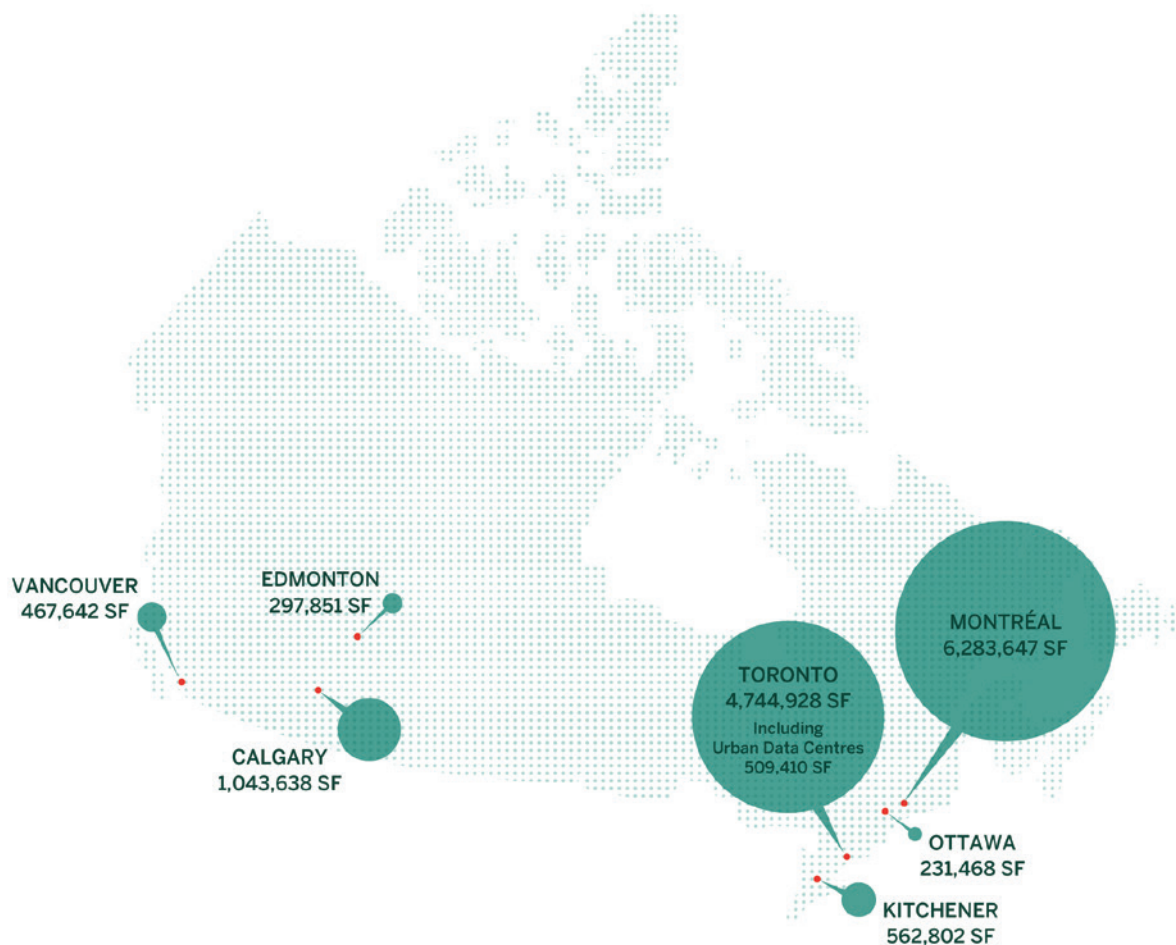 VANCOUVER
467,642 SF
EDMONTON
297,851 SF
CALGARY
1,043,638 SF
TORONTO
4,744,928 SF
Including
Urban Data Centres
509,410 SF
MONTRÉAL
6,283,647 SF
OTTAWA
231,468 SF
KITCHENER
562,802 SF